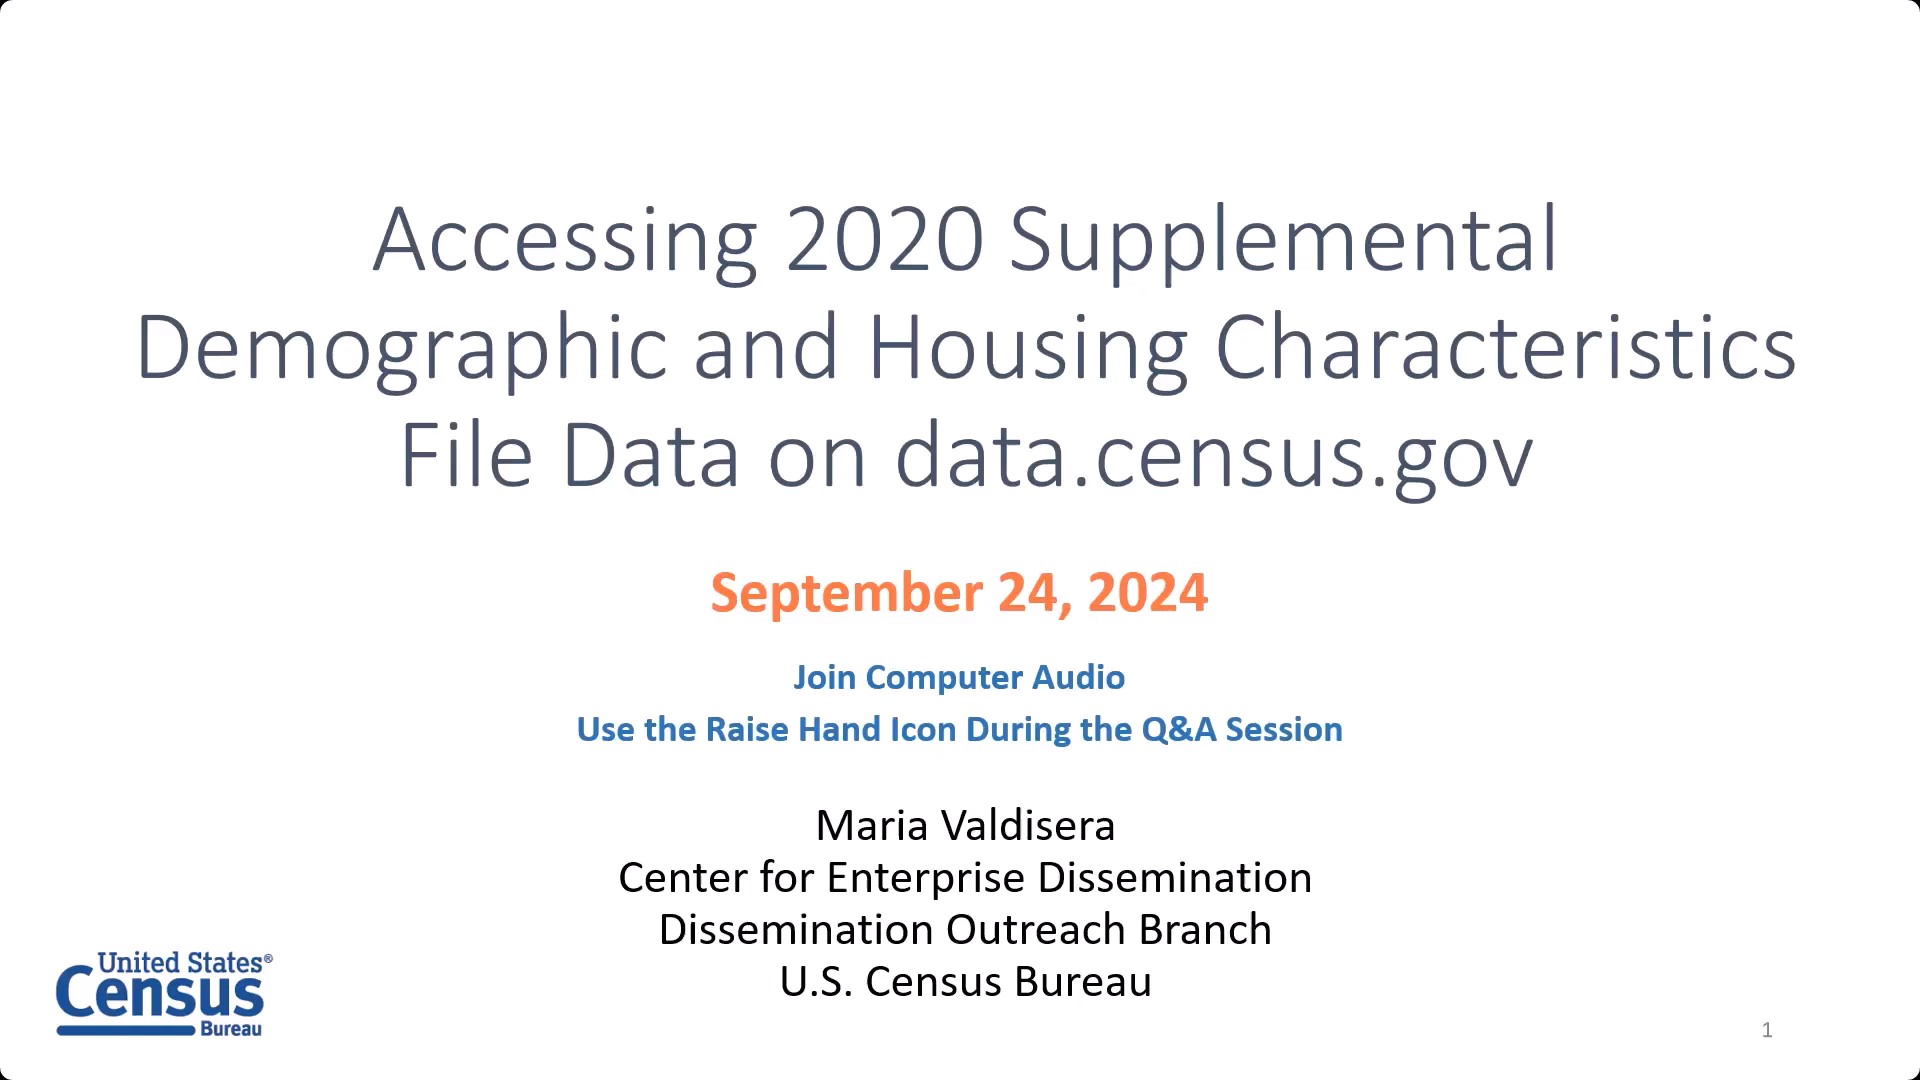 Accessing 2020 Supplemental
Demographic and Housing Characteristics
File Data on data.census.gov
September 24, 2024
Join Computer Audio
Use the Raise Hand Icon During the Q&A Session
Maria Valdisera
Center for Enterprise Dissemination
Dissemination Outreach Branch
U.S. Census Bureau
United States®
Census
Bureau
1